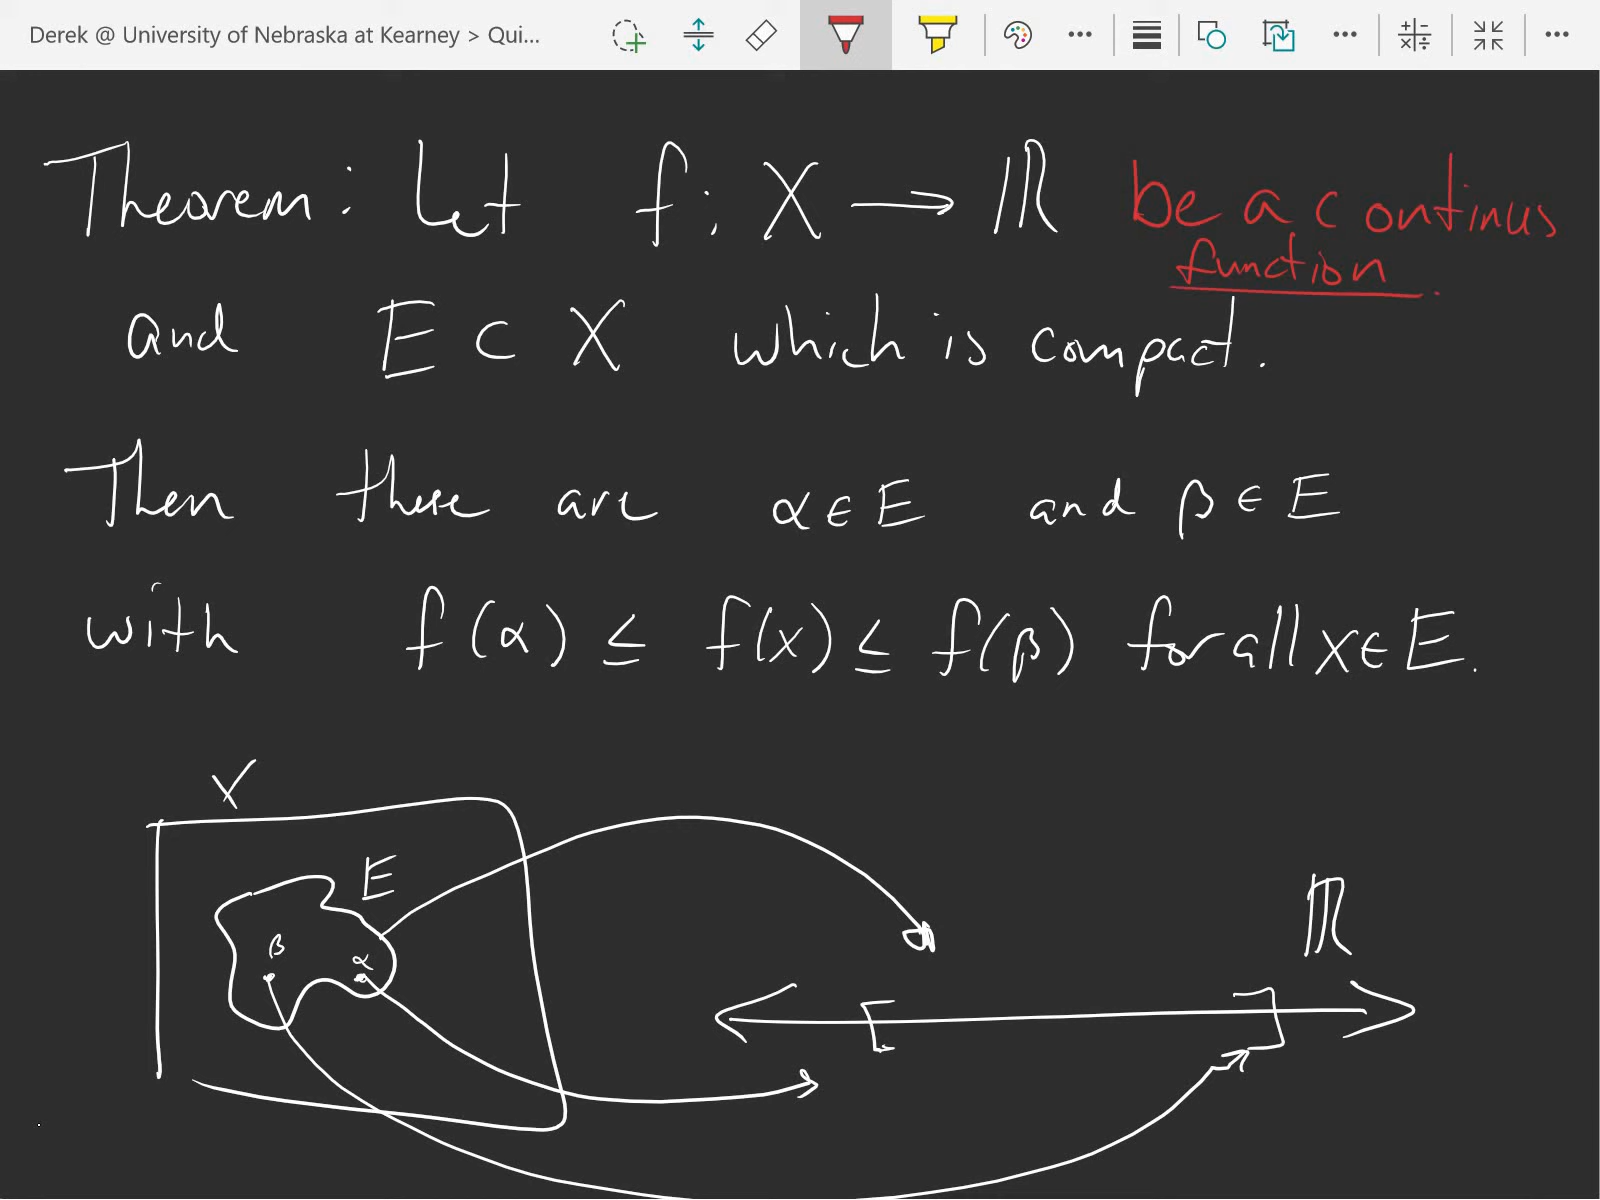 Derek @ University of Nebraska at Kearney > Qui...
Theorem: Let f: X → ℝ be a continus
function.
and E ⊂ X which is compact.
Then there are α ∈ E and β ∈ E
with f(α) ≤ f(x) ≤ f(β) for all x ∈ E.
X
E
β
α
ℝ
[
]